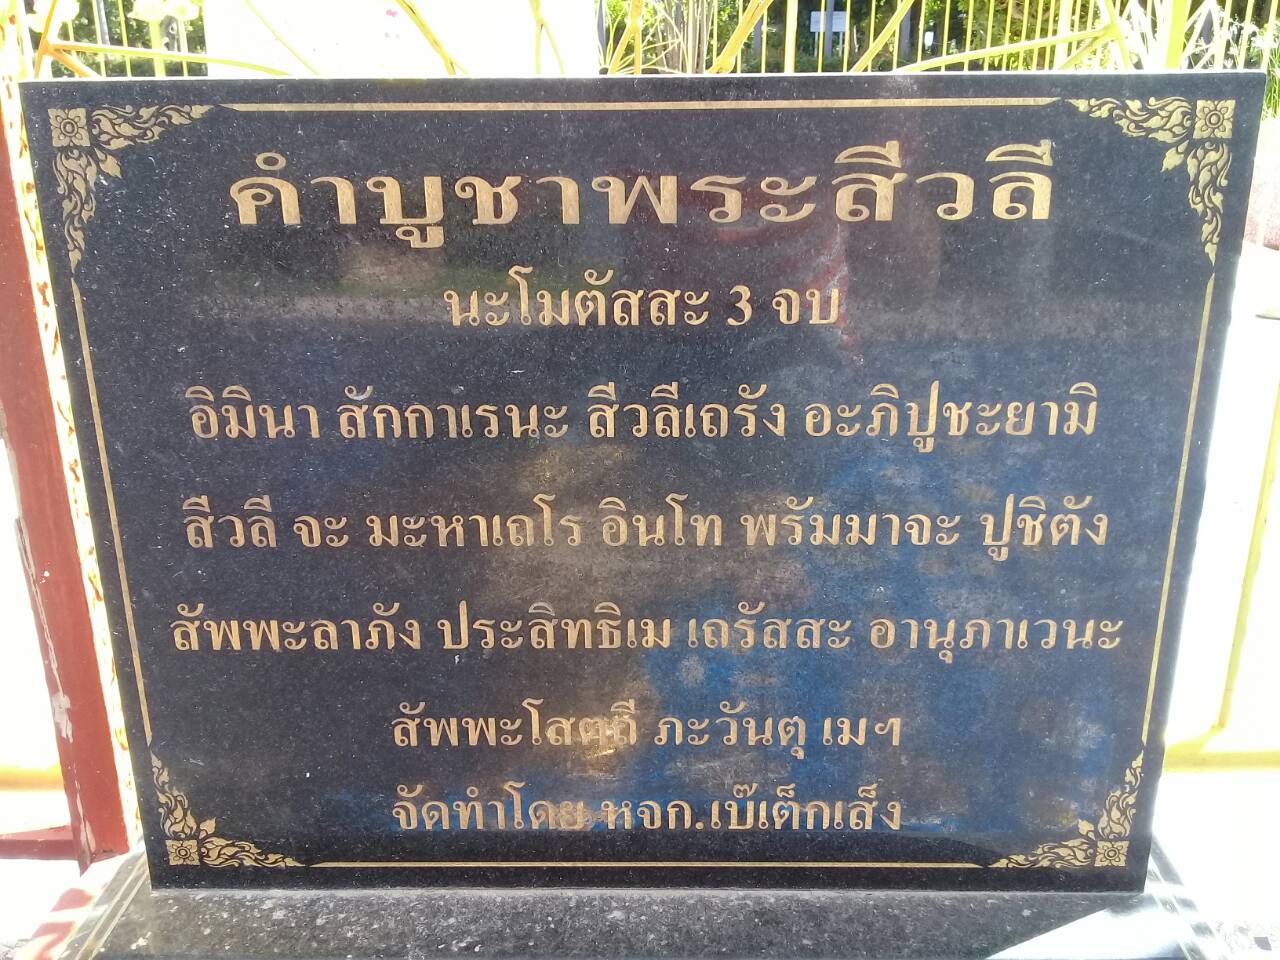 คำบูชาพระสีวลี
นะโมตัสสะ 3 จบ
อิมินา สักกาเรนะ สีวลีเถรัง อะภิปูชะยามิ
สีวลี จะ มะหาเถโร อินโท พรัมมาจะ ปูชิตัง
สัพพะลาภัง ประสิทธิเม เถรัสสะ อานุภาเวนะ
สัพพะโสตถี ภะวันตุ เมฯ
จัดทำโดย หจก.เบ๊เต็กเส็ง